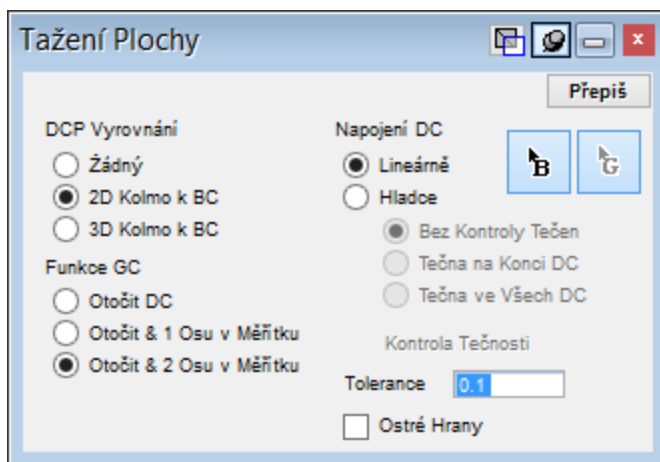 Tažení Plochy
Přepiš
DCP Vyrovnání
Žádný
2D Kolmo k BC
3D Kolmo k BC
Funkce GC
Otočit DC
Otočit & 1 Osu v Měřítku
Otočit & 2 Osu v Měřítku
Napojení DC
Lineárně
Hladce
Bez Kontroly Tečen
Tečna na Konci DC
Tečna ve Všech DC
Kontrola Tečnosti
Tolerance 0.1
Ostré Hrany
B
G